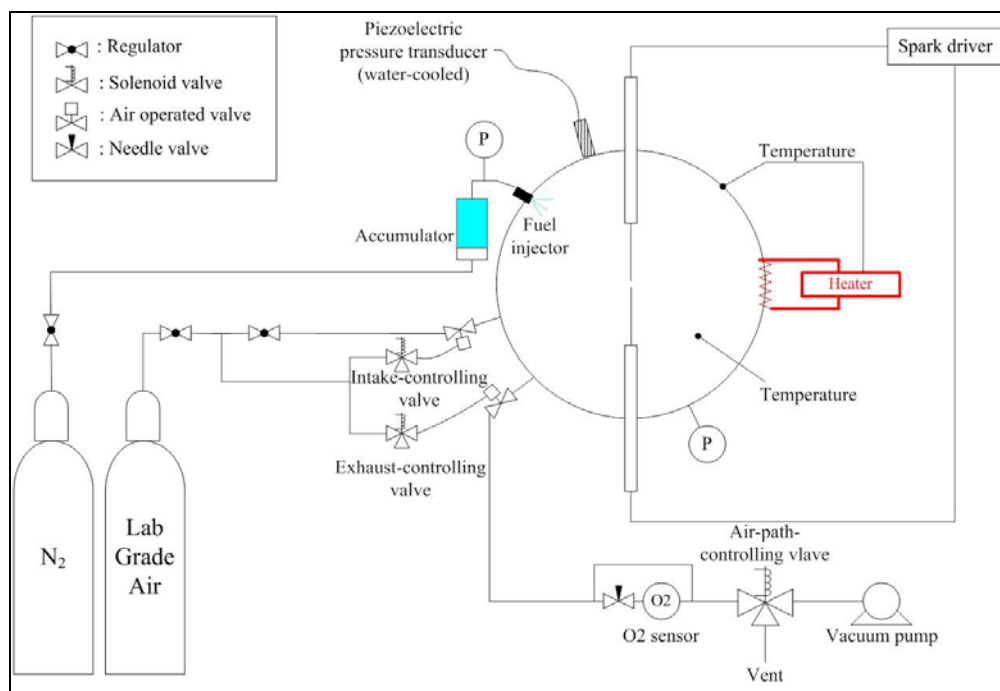 : Regulator
: Solenoid valve
: Air operated valve
: Needle valve
Piezoelectric
pressure transducer
(water-cooled)
Spark driver
P
Temperature
Accumulator
Fuel
injector
Heater
Intake-controlling
valve
Temperature
P
Exhaust-controlling
valve
N2
Lab
Grade
Air
Air-path-
controlling vlave
O2
O2 sensor
Vacuum pump
Vent